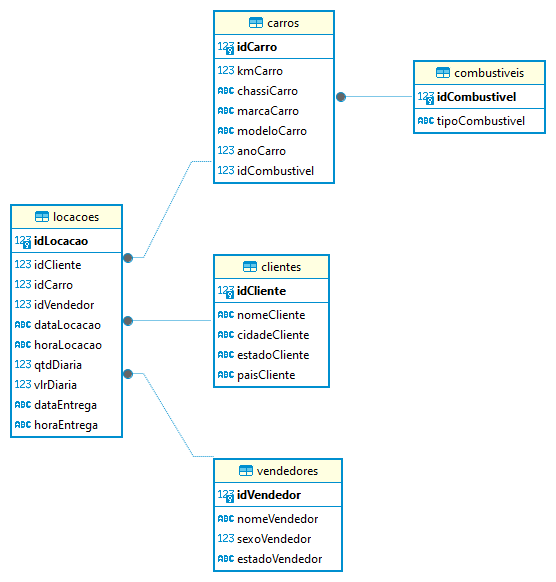 carros
123 idCarro
123 kmCarro
ABC chassiCarro
ABC marcaCarro
ABC modeloCarro
123 anoCarro
123 idCombustivel
combustiveis
123 idCombustivel
ABC tipoCombustivel
locacoes
123 idLocacao
123 idCliente
123 idCarro
123 idVendedor
ABC dataLocacao
ABC horaLocacao
123 qtdDiaria
123 vlrDiaria
ABC dataEntrega
ABC horaEntrega
clientes
123 idCliente
ABC nomeCliente
ABC cidadeCliente
ABC estadoCliente
ABC paisCliente
vendedores
123 idVendedor
ABC nomeVendedor
123 sexoVendedor
ABC estadoVendedor